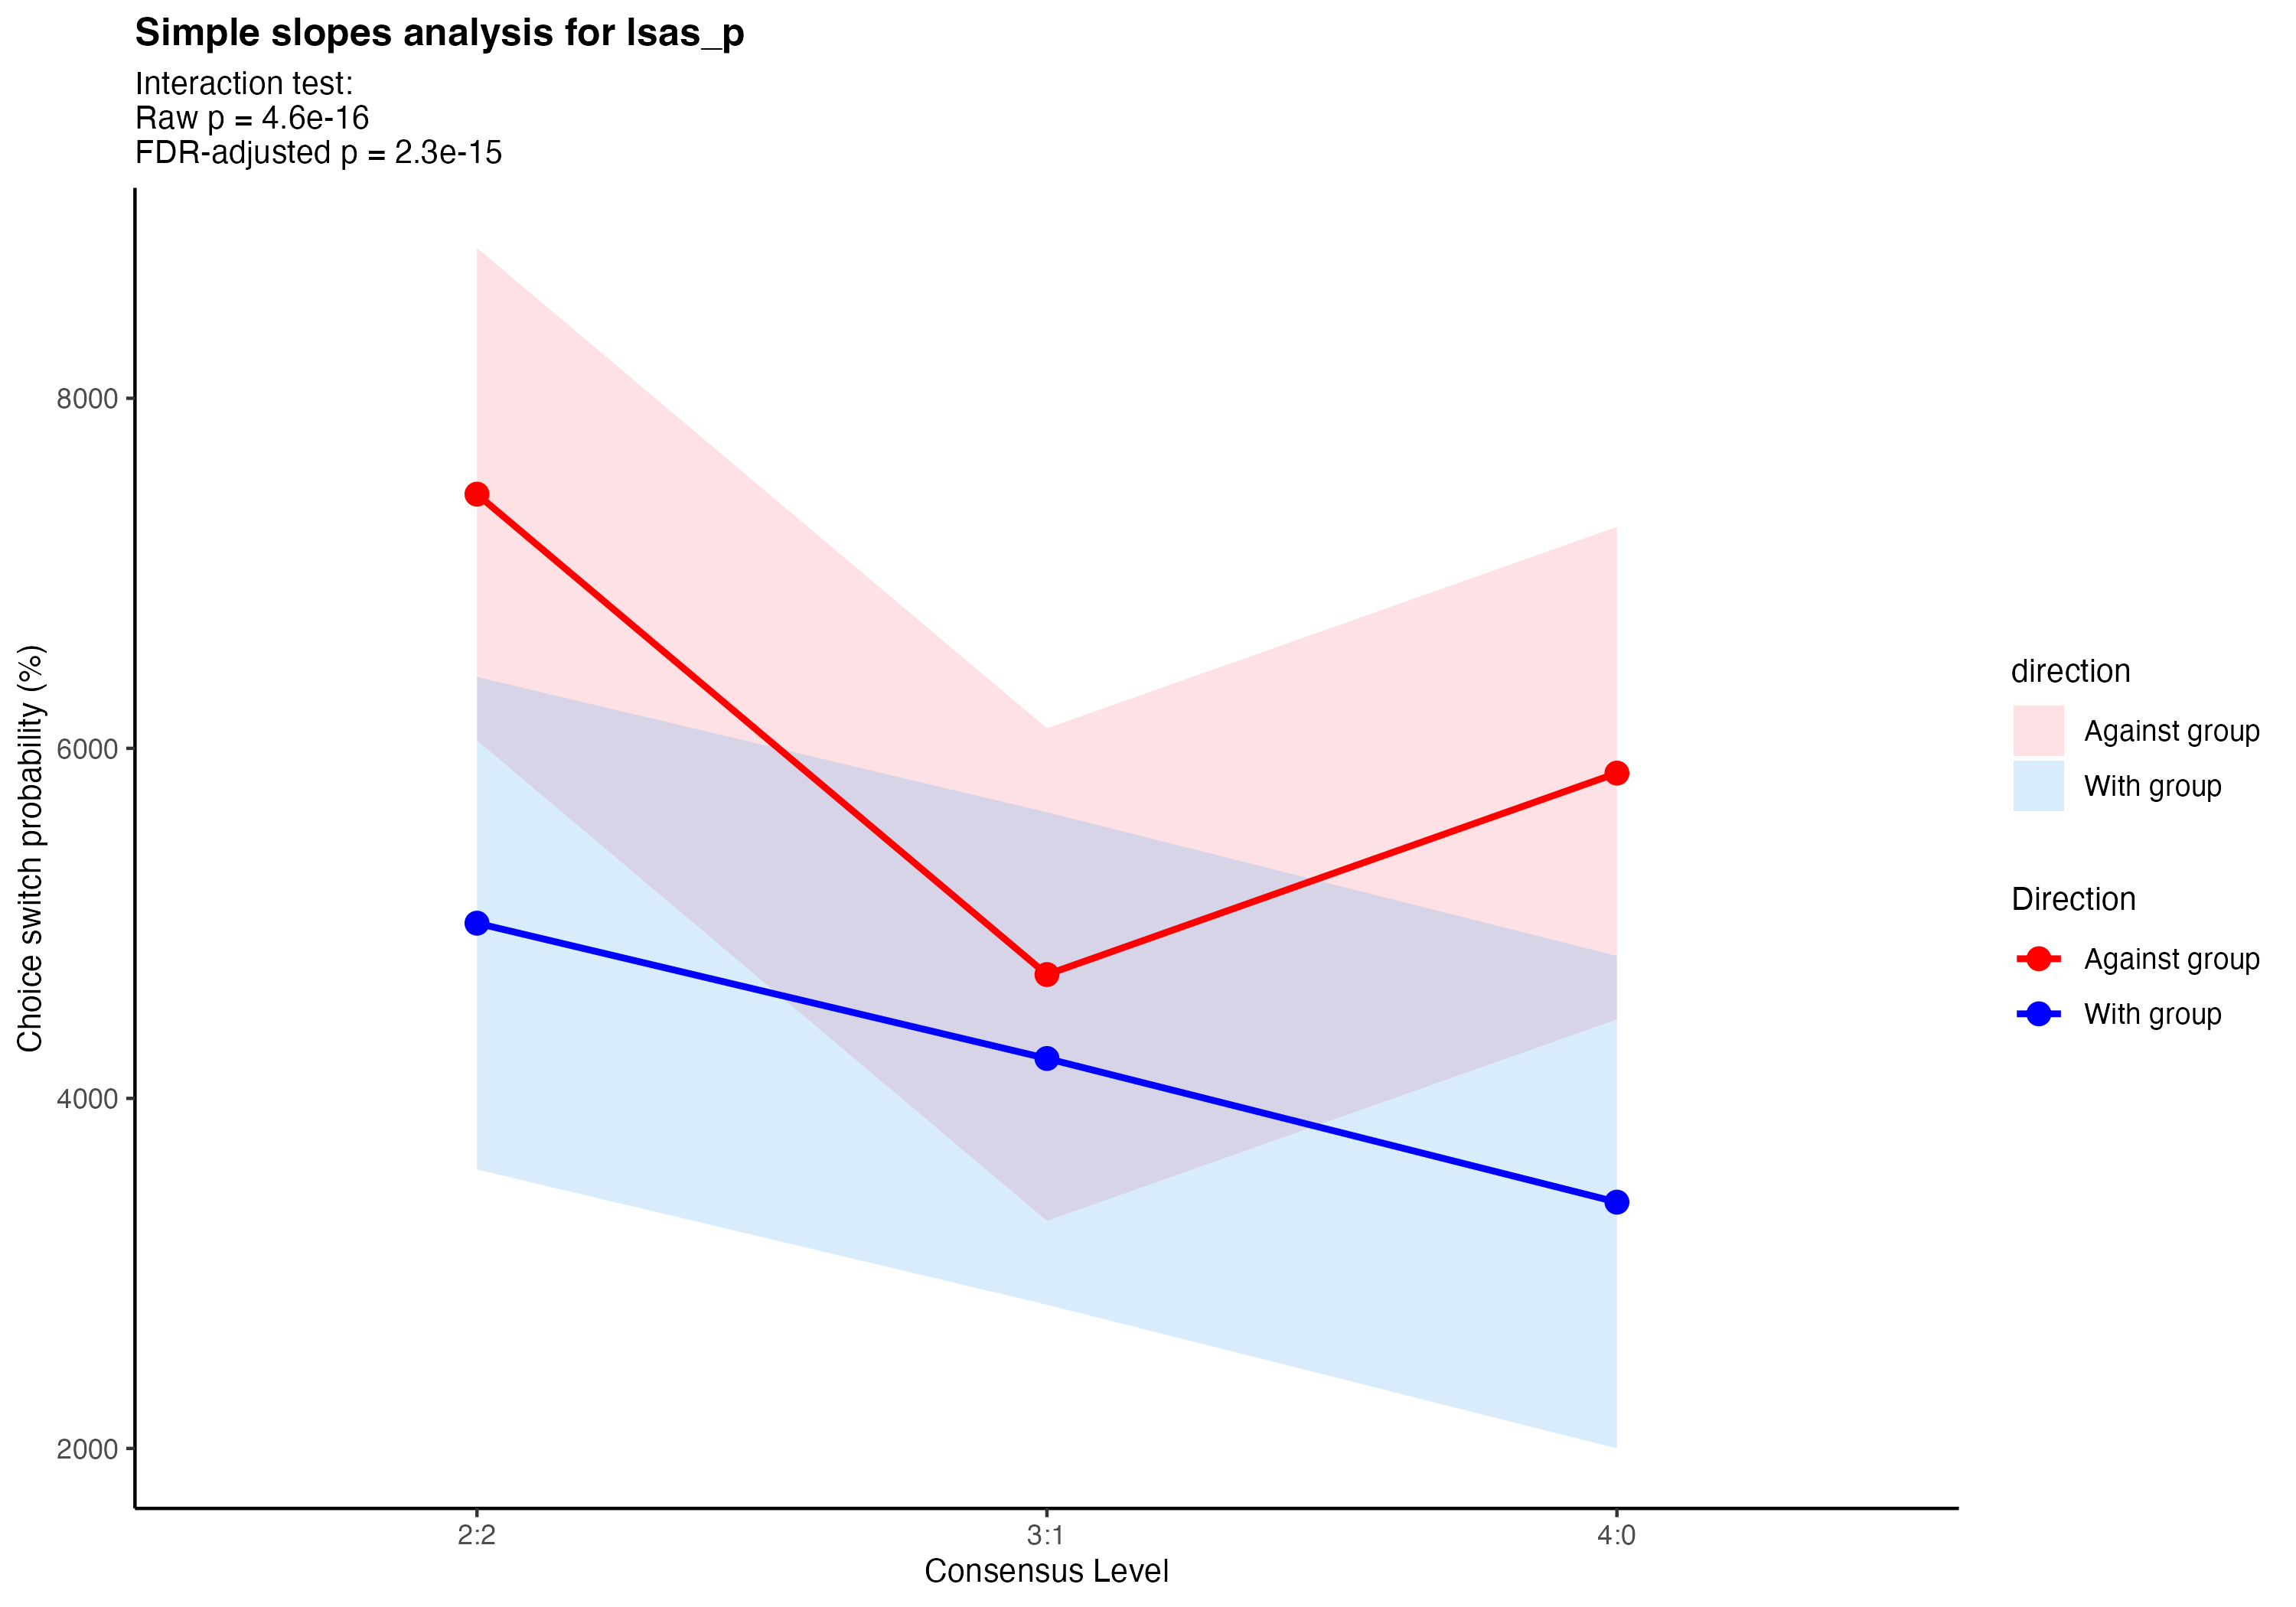 Simple slopes analysis for lsas_p
Interaction test:
Raw p = 4.6e-16
FDR-adjusted p = 2.3e-15
Choice switch probability (%)
8000
6000
4000
2000
2:2
3:1
4:0
Consensus Level
direction
Against group
With group
Direction
Against group
With group